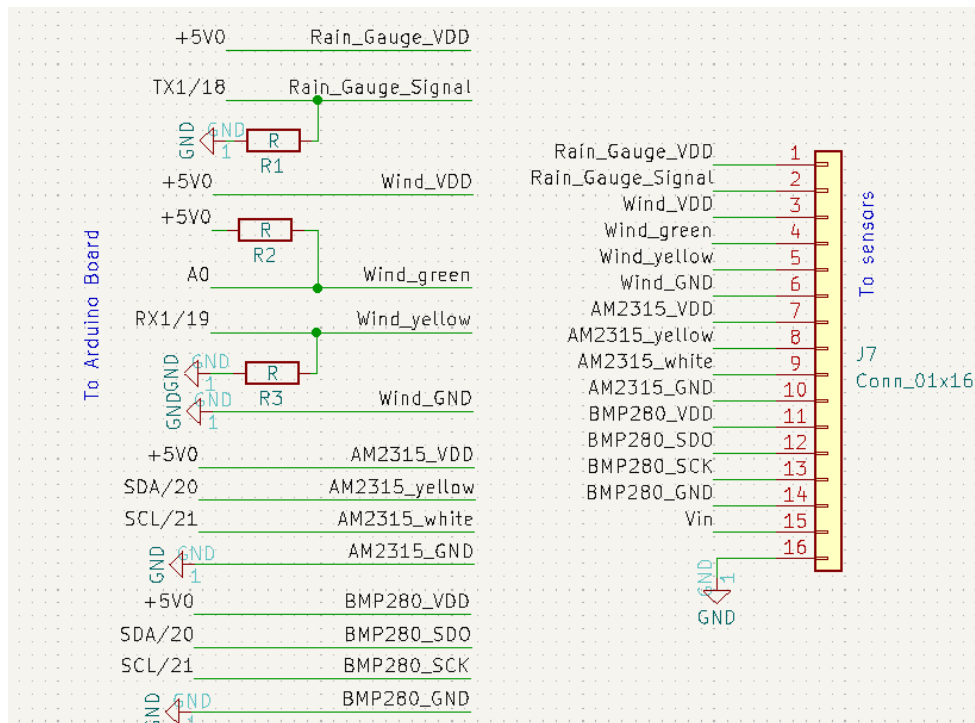 +5V0 Rain_Gauge_VDD
TX1/18 Rain_Gauge_Signal
GND GND 1 R R1
+5V0 Wind_VDD
+5V0 R R2
A0 Wind_green
RX1/19 Wind_yellow
GND GND 1 R R3
GND GND 1 Wind_GND
+5V0 AM2315_VDD
SDA/20 AM2315_yellow
SCL/21 AM2315_white
GND GND 1 AM2315_GND
+5V0 BMP280_VDD
SDA/20 BMP280_SDO
SCL/21 BMP280_SCK
GND GND 1 BMP280_GND
To Arduino Board
Rain_Gauge_VDD 1
Rain_Gauge_Signal 2
Wind_VDD 3
Wind_green 4
Wind_yellow 5
Wind_GND 6
AM2315_VDD 7
AM2315_yellow 8
AM2315_white 9
AM2315_GND 10
BMP280_VDD 11
BMP280_SDO 12
BMP280_SCK 13
BMP280_GND 14
Vin 15
16
GND 1
GND
To sensors
J7
Conn_01x16